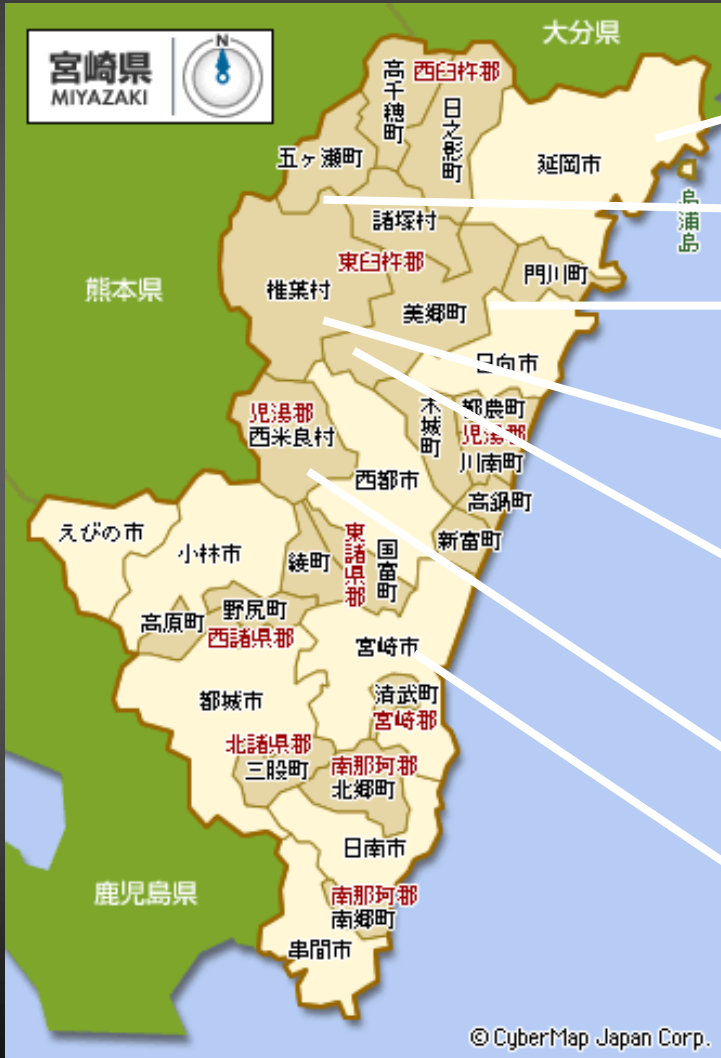 大分県
宮崎県
MIYAZAKI
N
高千穂町
西臼杵郡
日之影町
五ヶ瀬町
延岡市
島浦島
諸塚村
東臼杵郡
門川町
熊本県
椎葉村
美郷町
日向市
児湯郡
西米良村
木城町
都農町
児湯郡
川南町
西都市
高鍋町
えびの市
小林市
綾町
東諸県郡
国富町
新富町
野尻町
高原町
西諸県郡
宮崎市
都城市
清武町
宮崎郡
北諸県郡
三股町
南那珂郡
北郷町
日南市
鹿児島県
南那珂郡
南郷町
串間市
© CyberMap Japan Corp.